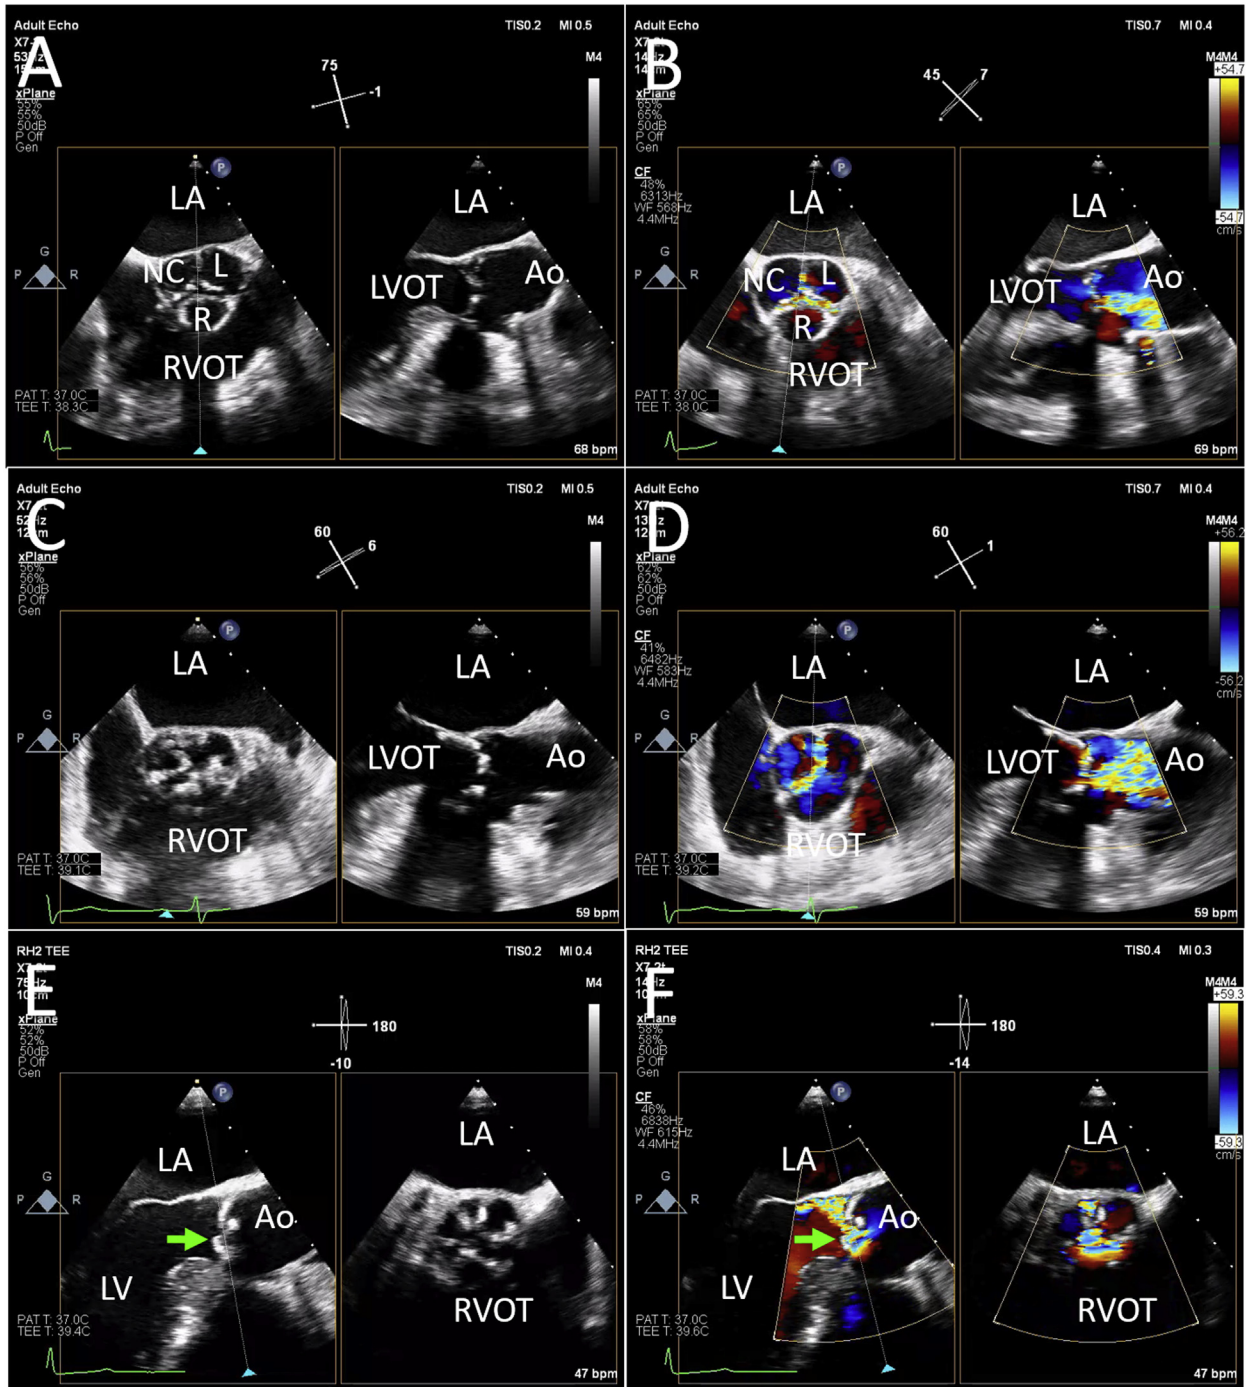 Adult Echo
TIS0.2 MI 0.5
A
xPlane
55%
55%
50dB
P Off
Gen
75
-1
M4
P
LA
LA
NC
L
R
RVOT
LVOT
Ao
G
P R
PAT T: 37.0C
TEE T: 38.3C
68 bpm
Adult Echo
TIS0.7 MI 0.4
B
xPlane
65%
65%
50dB
P Off
Gen
CF
48%
6313Hz
WF 568Hz
4.4MHz
45
7
M4M4
+54.7
-54.7
cm/s
P
LA
LA
NC
L
R
RVOT
LVOT
Ao
G
P R
PAT T: 37.0C
TEE T: 38.0C
69 bpm
Adult Echo
TIS0.2 MI 0.5
C
xPlane
56%
56%
50dB
P Off
Gen
60
6
M4
P
LA
LA
RVOT
LVOT
Ao
G
P R
PAT T: 37.0C
TEE T: 39.1C
59 bpm
Adult Echo
TIS0.7 MI 0.4
D
xPlane
62%
62%
50dB
P Off
Gen
CF
41%
6482Hz
WF 583Hz
4.4MHz
60
1
M4M4
+56.2
-56.2
cm/s
P
LA
LA
RVOT
LVOT
Ao
G
P R
PAT T: 37.0C
TEE T: 39.2C
59 bpm
RH2 TEE
TIS0.2 MI 0.4
E
xPlane
52%
52%
50dB
P Off
Gen
180
-10
M4
P
LA
LA
Ao
LV
RVOT
G
P R
PAT T: 37.0C
TEE T: 39.4C
47 bpm
RH2 TEE
TIS0.4 MI 0.3
F
xPlane
58%
58%
50dB
P Off
Gen
CF
46%
6838Hz
WF 615Hz
4.4MHz
180
-14
M4M4
+59.3
-59.3
cm/s
P
LA
LA
Ao
LV
RVOT
G
P R
PAT T: 37.0C
TEE T: 39.6C
47 bpm